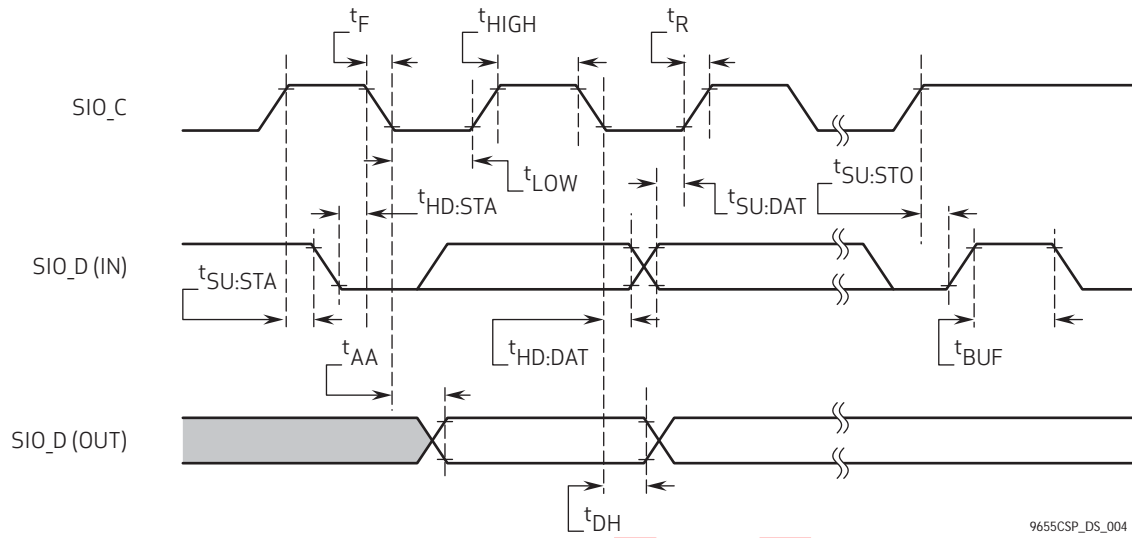 tF
tHIGH
tR
SIO_C
tLOW
tSU:STO
tHD:STA
tSU:DAT
SIO_D (IN)
tSU:STA
tAA
tHD:DAT
tBUF
SIO_D (OUT)
tDH
9655CSP_DS_004